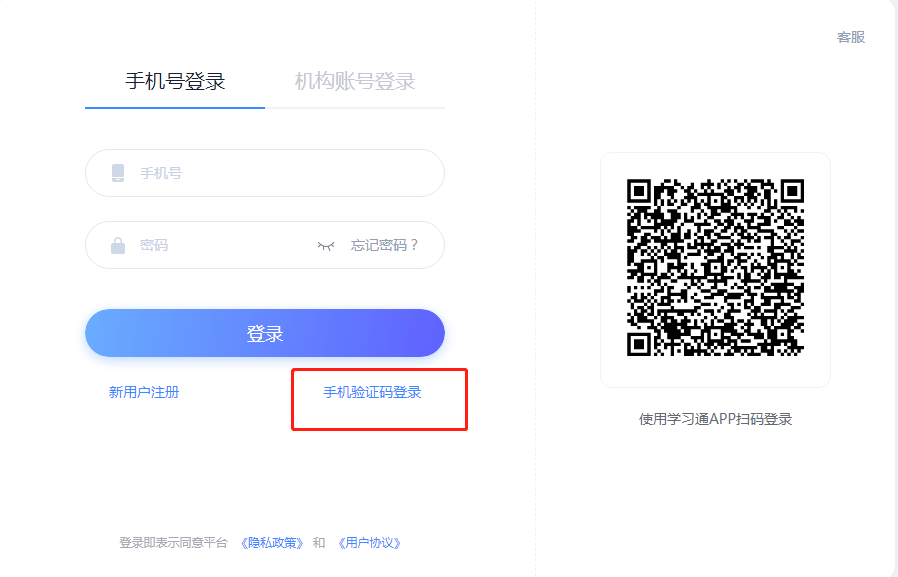 客服
手机号登录 机构账号登录
手机号
密码 忘记密码？
登录
新用户注册 手机验证码登录
使用学习通APP扫码登录
登录即表示同意平台 《隐私政策》 和 《用户协议》